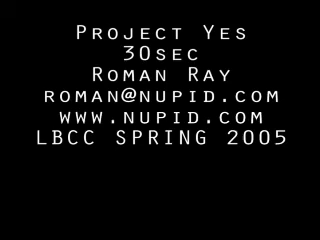 Project Yes
30sec
Roman Ray
roman@nupid.com
www.nupid.com
LBCC SPRING 2005